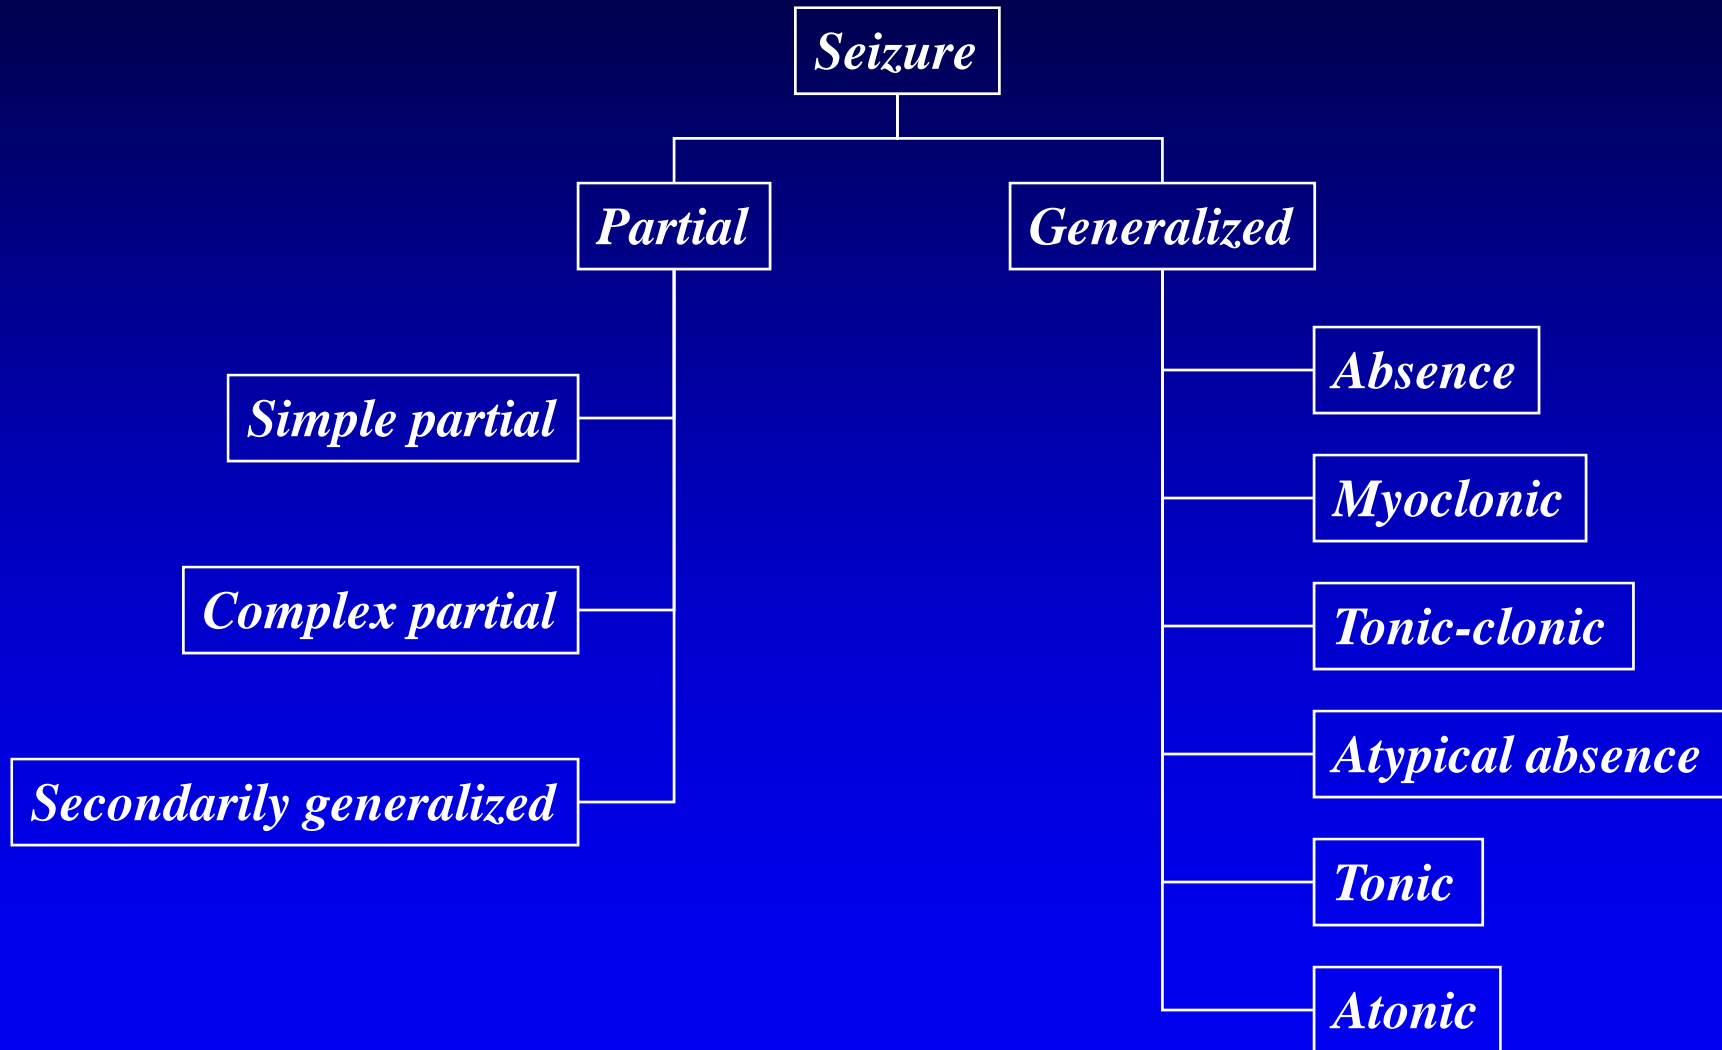 Seizure
Partial
Generalized
Simple partial
Complex partial
Secondarily generalized
Absence
Myoclonic
Tonic-clonic
Atypical absence
Tonic
Atonic